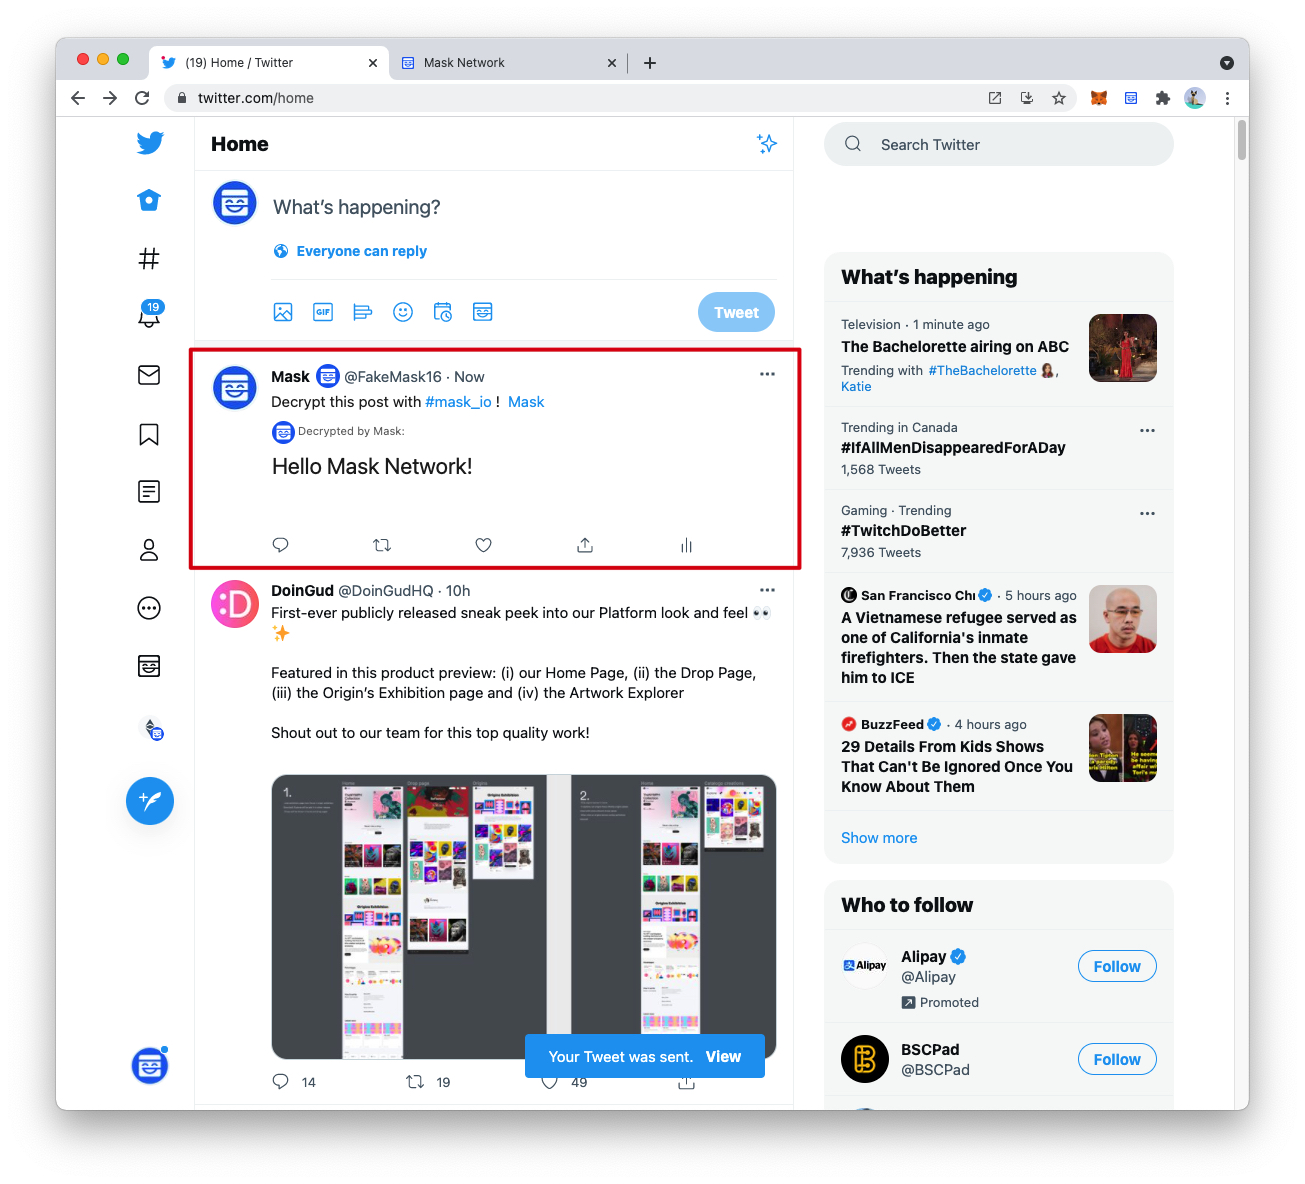 (19) Home / Twitter
Mask Network
twitter.com/home
Home
What's happening?
Everyone can reply
GIF
Tweet
19
Mask @FakeMask16 · Now
Decrypt this post with #mask_io ! Mask
Decrypted by Mask:
Hello Mask Network!
DoinGud @DoinGudHQ · 10h
First-ever publicly released sneak peek into our Platform look and feel 👀
✨
Featured in this product preview: (i) our Home Page, (ii) the Drop Page,
(iii) the Origin's Exhibition page and (iv) the Artwork Explorer
Shout out to our team for this top quality work!
1.
2.
Your Tweet was sent. View
14
19
49
Search Twitter
What's happening
Television · 1 minute ago
The Bachelorette airing on ABC
Trending with #TheBachelorette ,
Katie
Trending in Canada
#IfAllMenDisappearedForADay
1,568 Tweets
Gaming · Trending
#TwitchDoBetter
7,936 Tweets
San Francisco Chr · 5 hours ago
A Vietnamese refugee served as
one of California's inmate
firefighters. Then the state gave
him to ICE
BuzzFeed · 4 hours ago
29 Details From Kids Shows
That Can't Be Ignored Once You
Know About Them
Show more
Who to follow
Alipay
Alipay
@Alipay
Promoted
Follow
BSCPad
@BSCPad
Follow